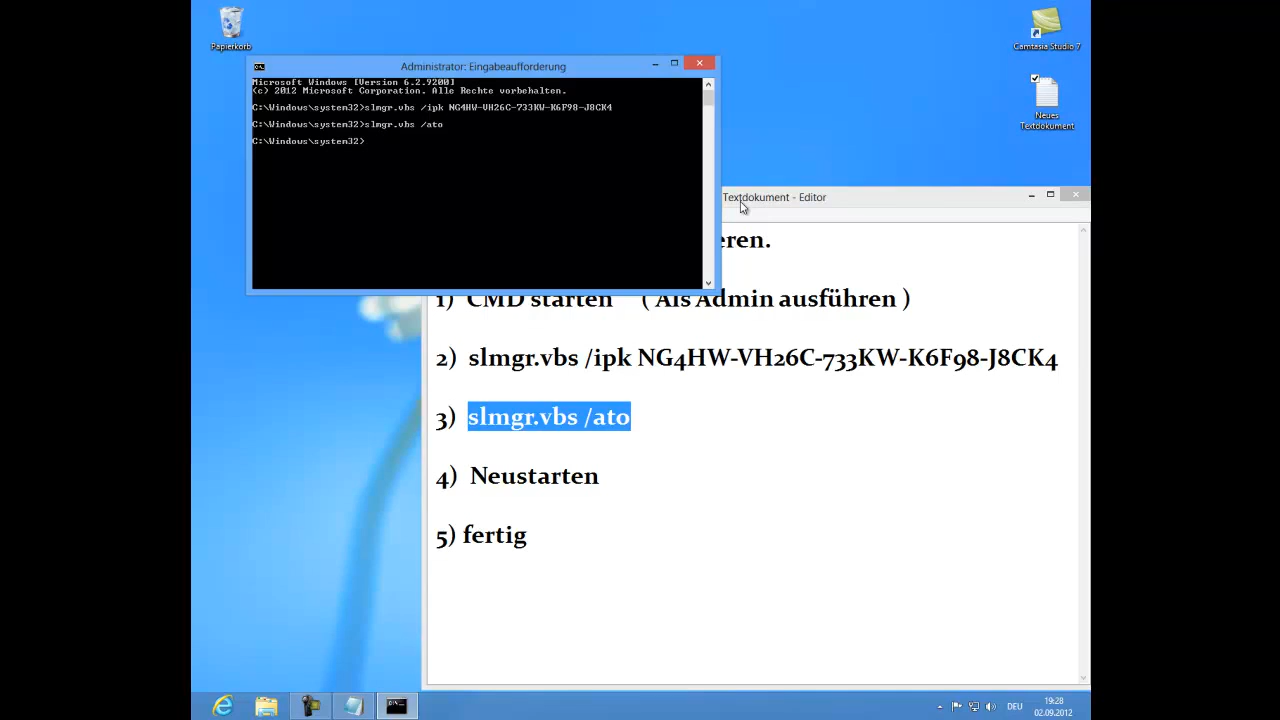 Papierkorb
Camtasia Studio 7
Neues
Textdokument
Administrator: Eingabeaufforderung
Microsoft Windows [Version 6.2.9200]
(c) 2012 Microsoft Corporation. Alle Rechte vorbehalten.
C:\Windows\system32>slmgr.vbs /ipk NG4HW-VH26C-733KW-K6F98-J8CK4
C:\Windows\system32>slmgr.vbs /ato
C:\Windows\system32>
Textdokument - Editor
eren.
1) CMD starten ( Als Admin ausführen )
2) slmgr.vbs /ipk NG4HW-VH26C-733KW-K6F98-J8CK4
3) slmgr.vbs /ato
4) Neustarten
5) fertig
DEU
19:28
02.09.2012